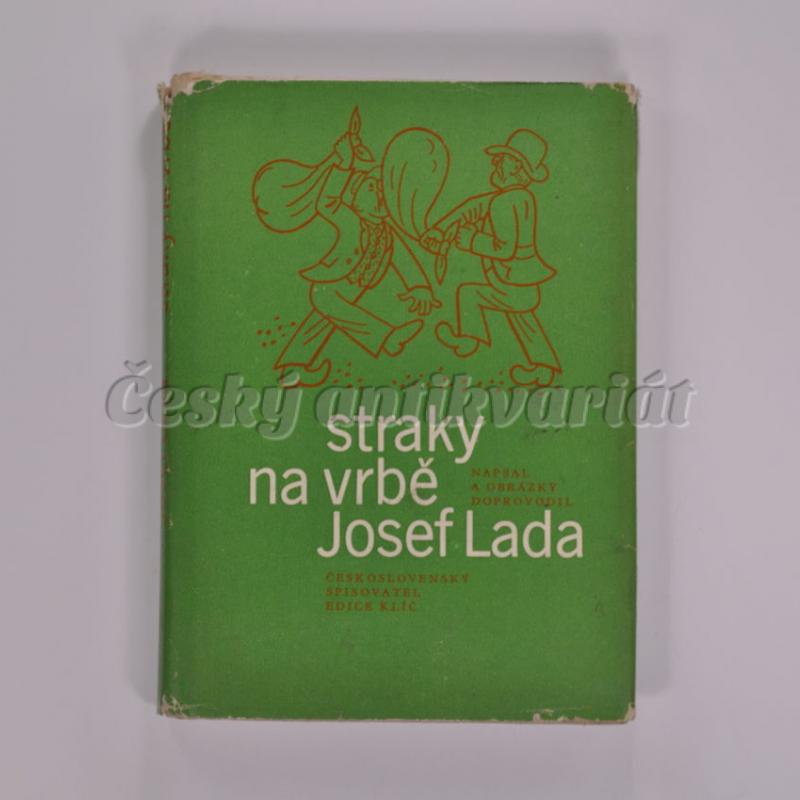 Český antikvariát
straky
na vrbě
NAPSAL
A OBRÁZKY
DOPROVODIL
Josef Lada
ČESKOSLOVENSKÝ
SPISOVATEL
EDICE KLÍČ